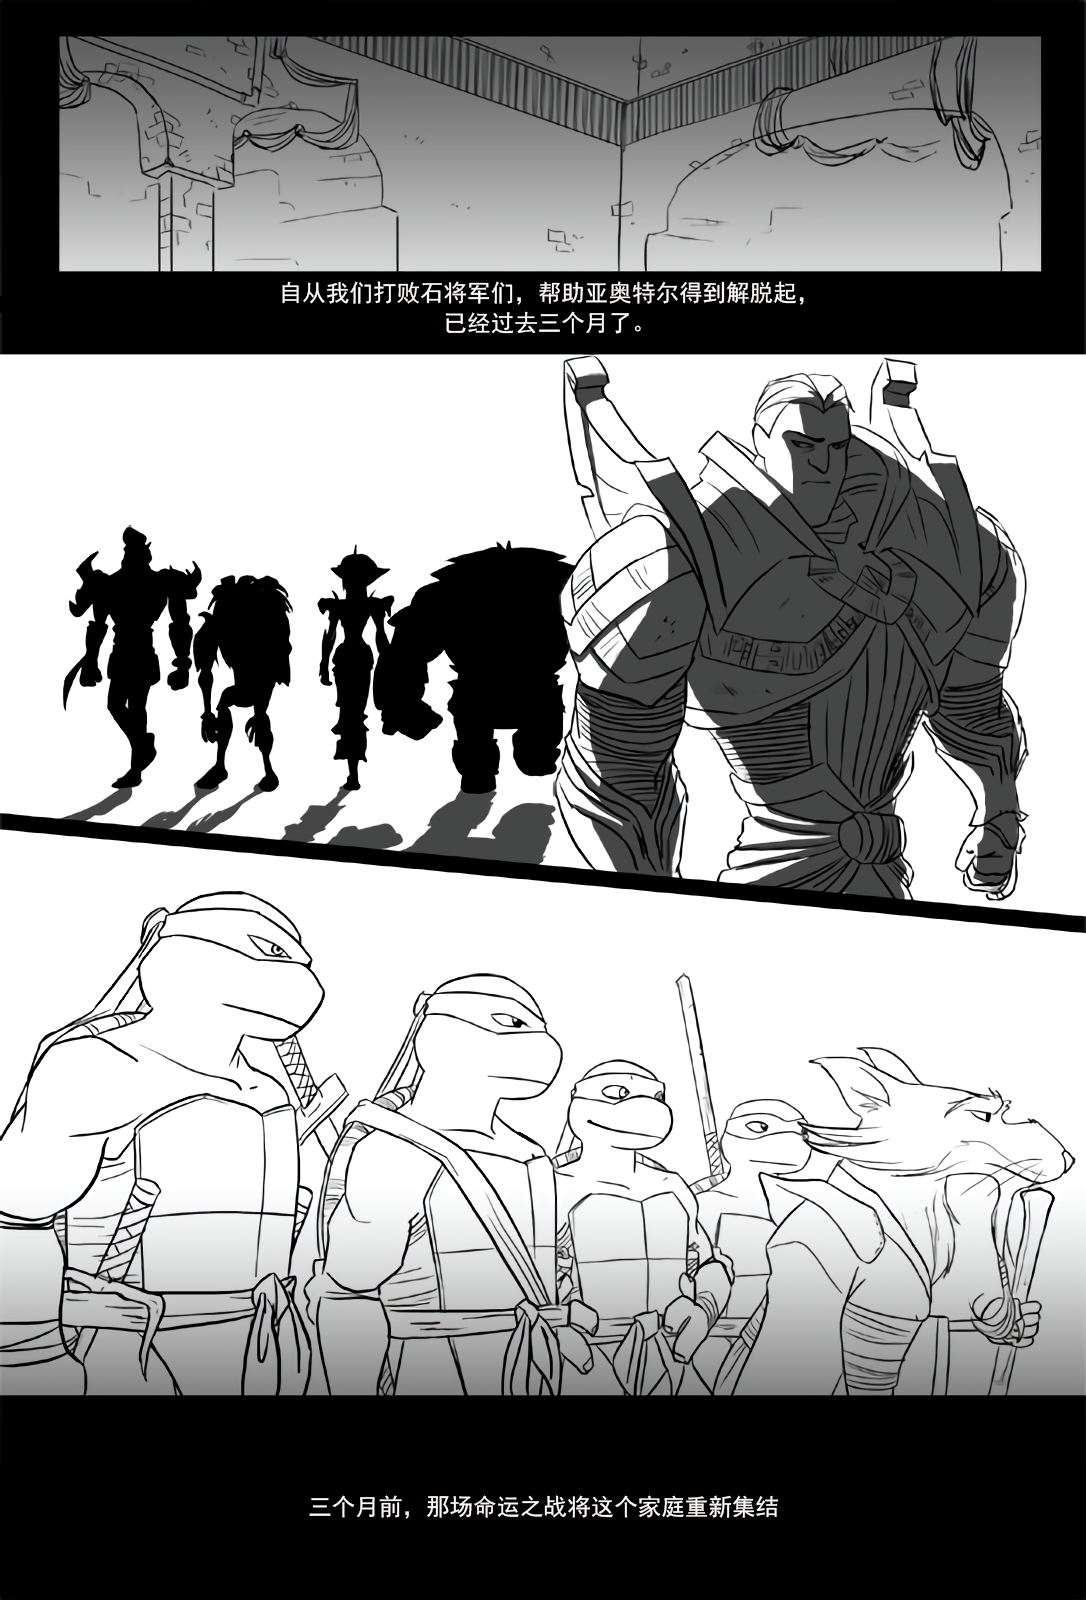 自从我们打败石将军们，帮助亚奥特尔得到解脱起，
已经过去三个月了。
三个月前，那场命运之战将这个家庭重新集结